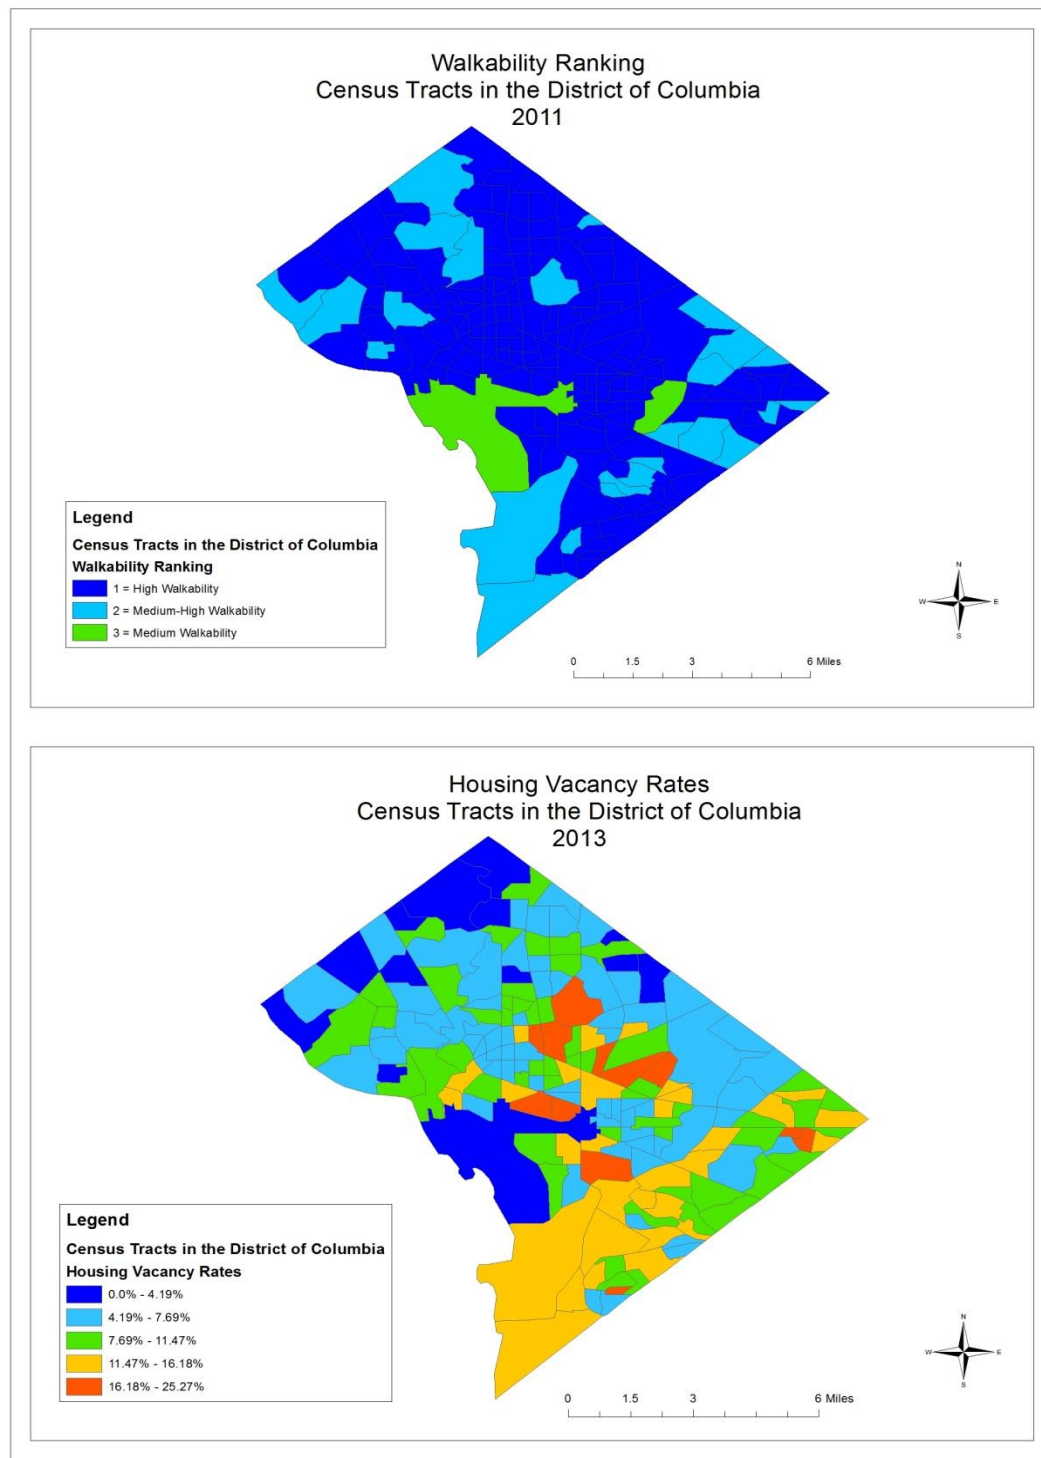 Walkability Ranking
Census Tracts in the District of Columbia
2011
Legend
Census Tracts in the District of Columbia
Walkability Ranking
1 = High Walkability
2 = Medium-High Walkability
3 = Medium Walkability
N
W E
S
0 1.5 3 6 Miles
Housing Vacancy Rates
Census Tracts in the District of Columbia
2013
Legend
Census Tracts in the District of Columbia
Housing Vacancy Rates
0.0% - 4.19%
4.19% - 7.69%
7.69% - 11.47%
11.47% - 16.18%
16.18% - 25.27%
N
W E
S
0 1.5 3 6 Miles